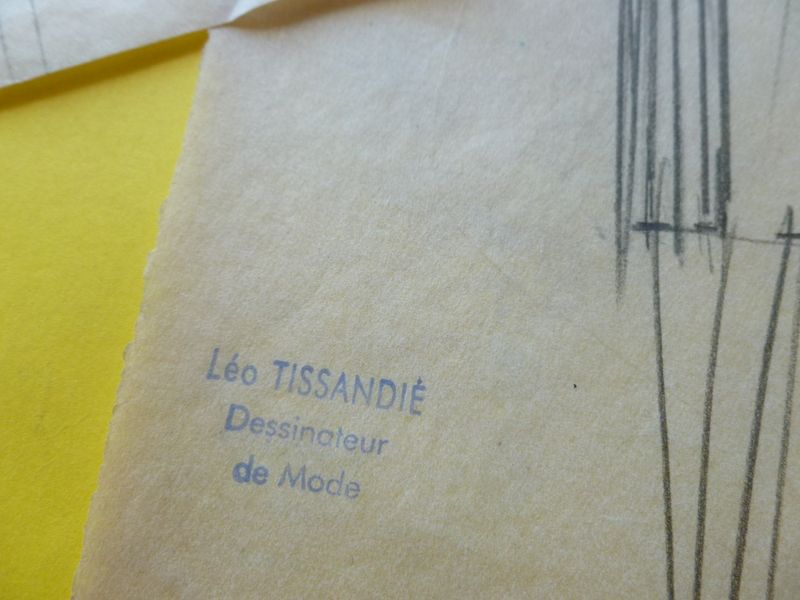 Léo TISSANDIÉ
Dessinateur
de Mode